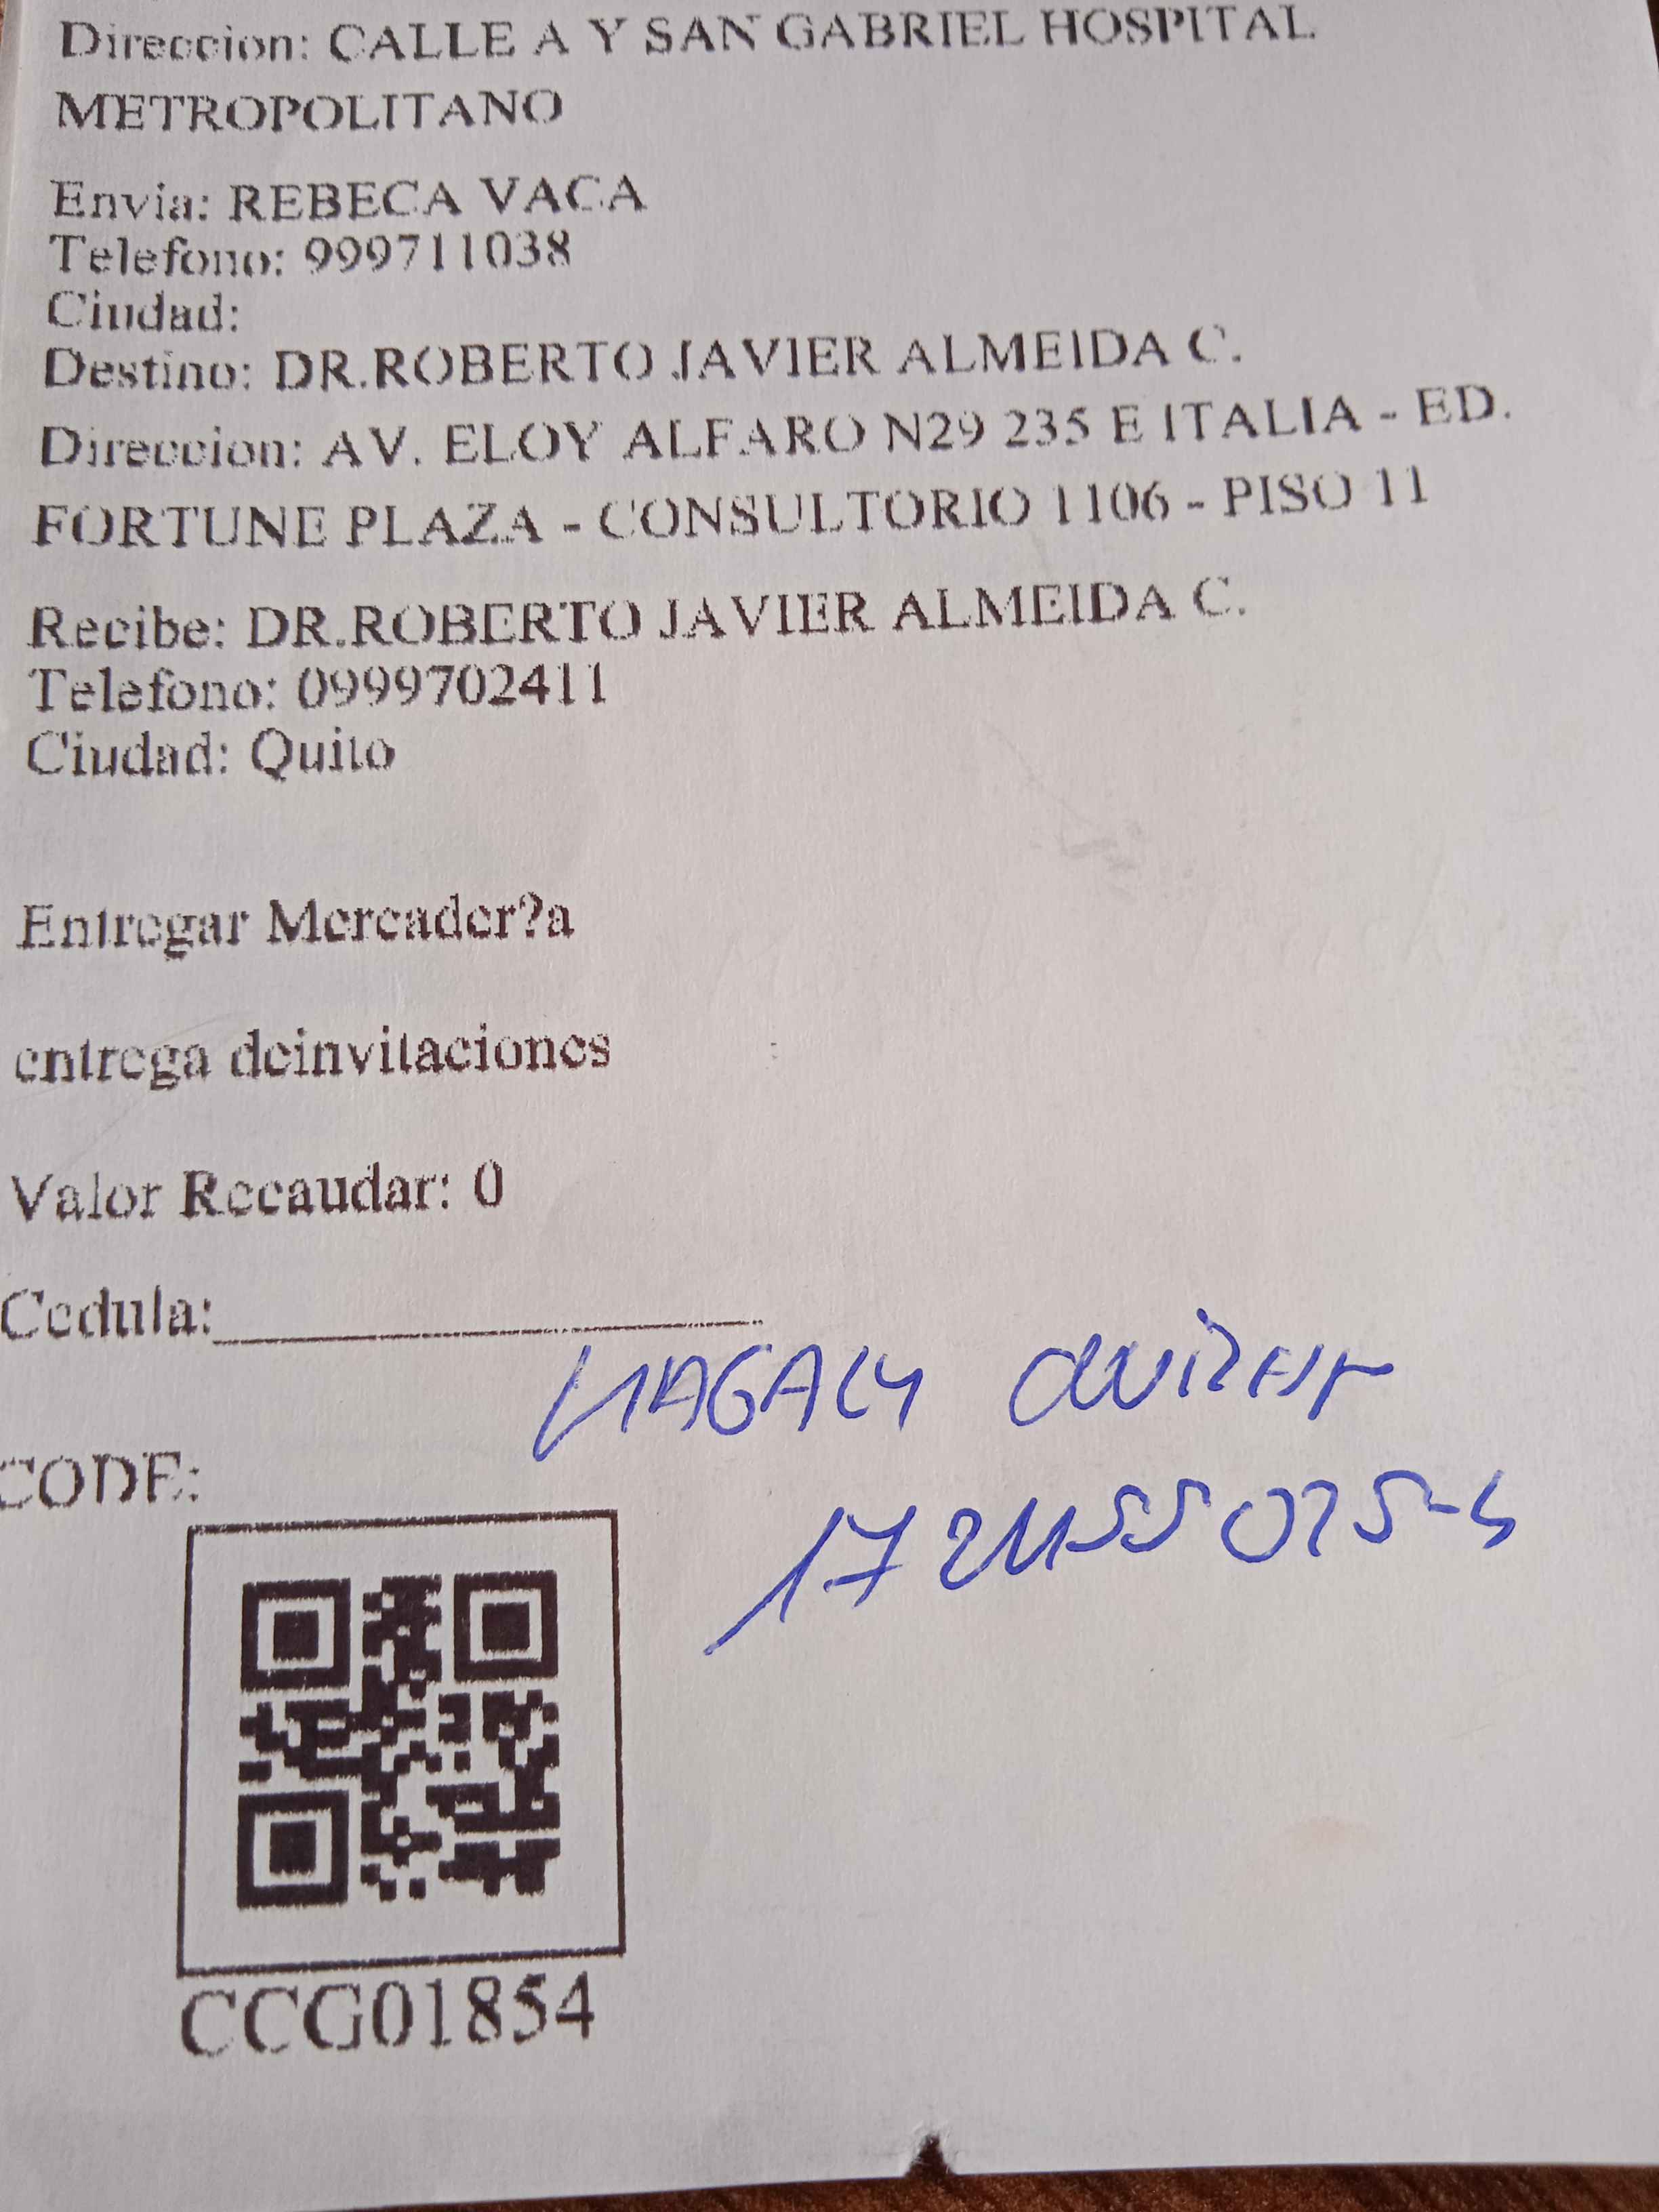 Direccion: CALLE A Y SAN GABRIEL HOSPITAL
METROPOLITANO
Envia: REBECA VACA
Telefono: 999711038
Ciudad:
Destino: DR.ROBERTO JAVIER ALMEIDA C.
Direccion: AV. ELOY ALFARO N29 235 E ITALIA - ED.
FORTUNE PLAZA - CONSULTORIO 1106 - PISO 11
Recibe: DR.ROBERTO JAVIER ALMEIDA C.
Telefono: 0999702411
Ciudad: Quito
Entregar Mercader?a
entrega deinvitaciones
Valor Recaudar: 0
Cedula:
MAGALY
CODE:
CCG01854